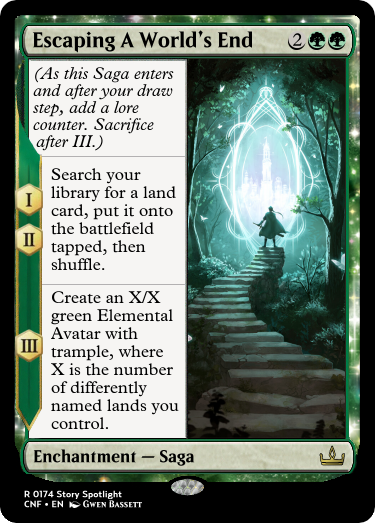 Escaping A World's End 2
(As this Saga enters
and after your draw
step, add a lore
counter. Sacrifice
after III.)
I
II
Search your
library for a land
card, put it onto
the battlefield
tapped, then
shuffle.
III
Create an X/X
green Elemental
Avatar with
trample, where
X is the number
of differently
named lands you
control.
Enchantment — Saga
R 0174 Story Spotlight
CNF • EN Gwen Bassett